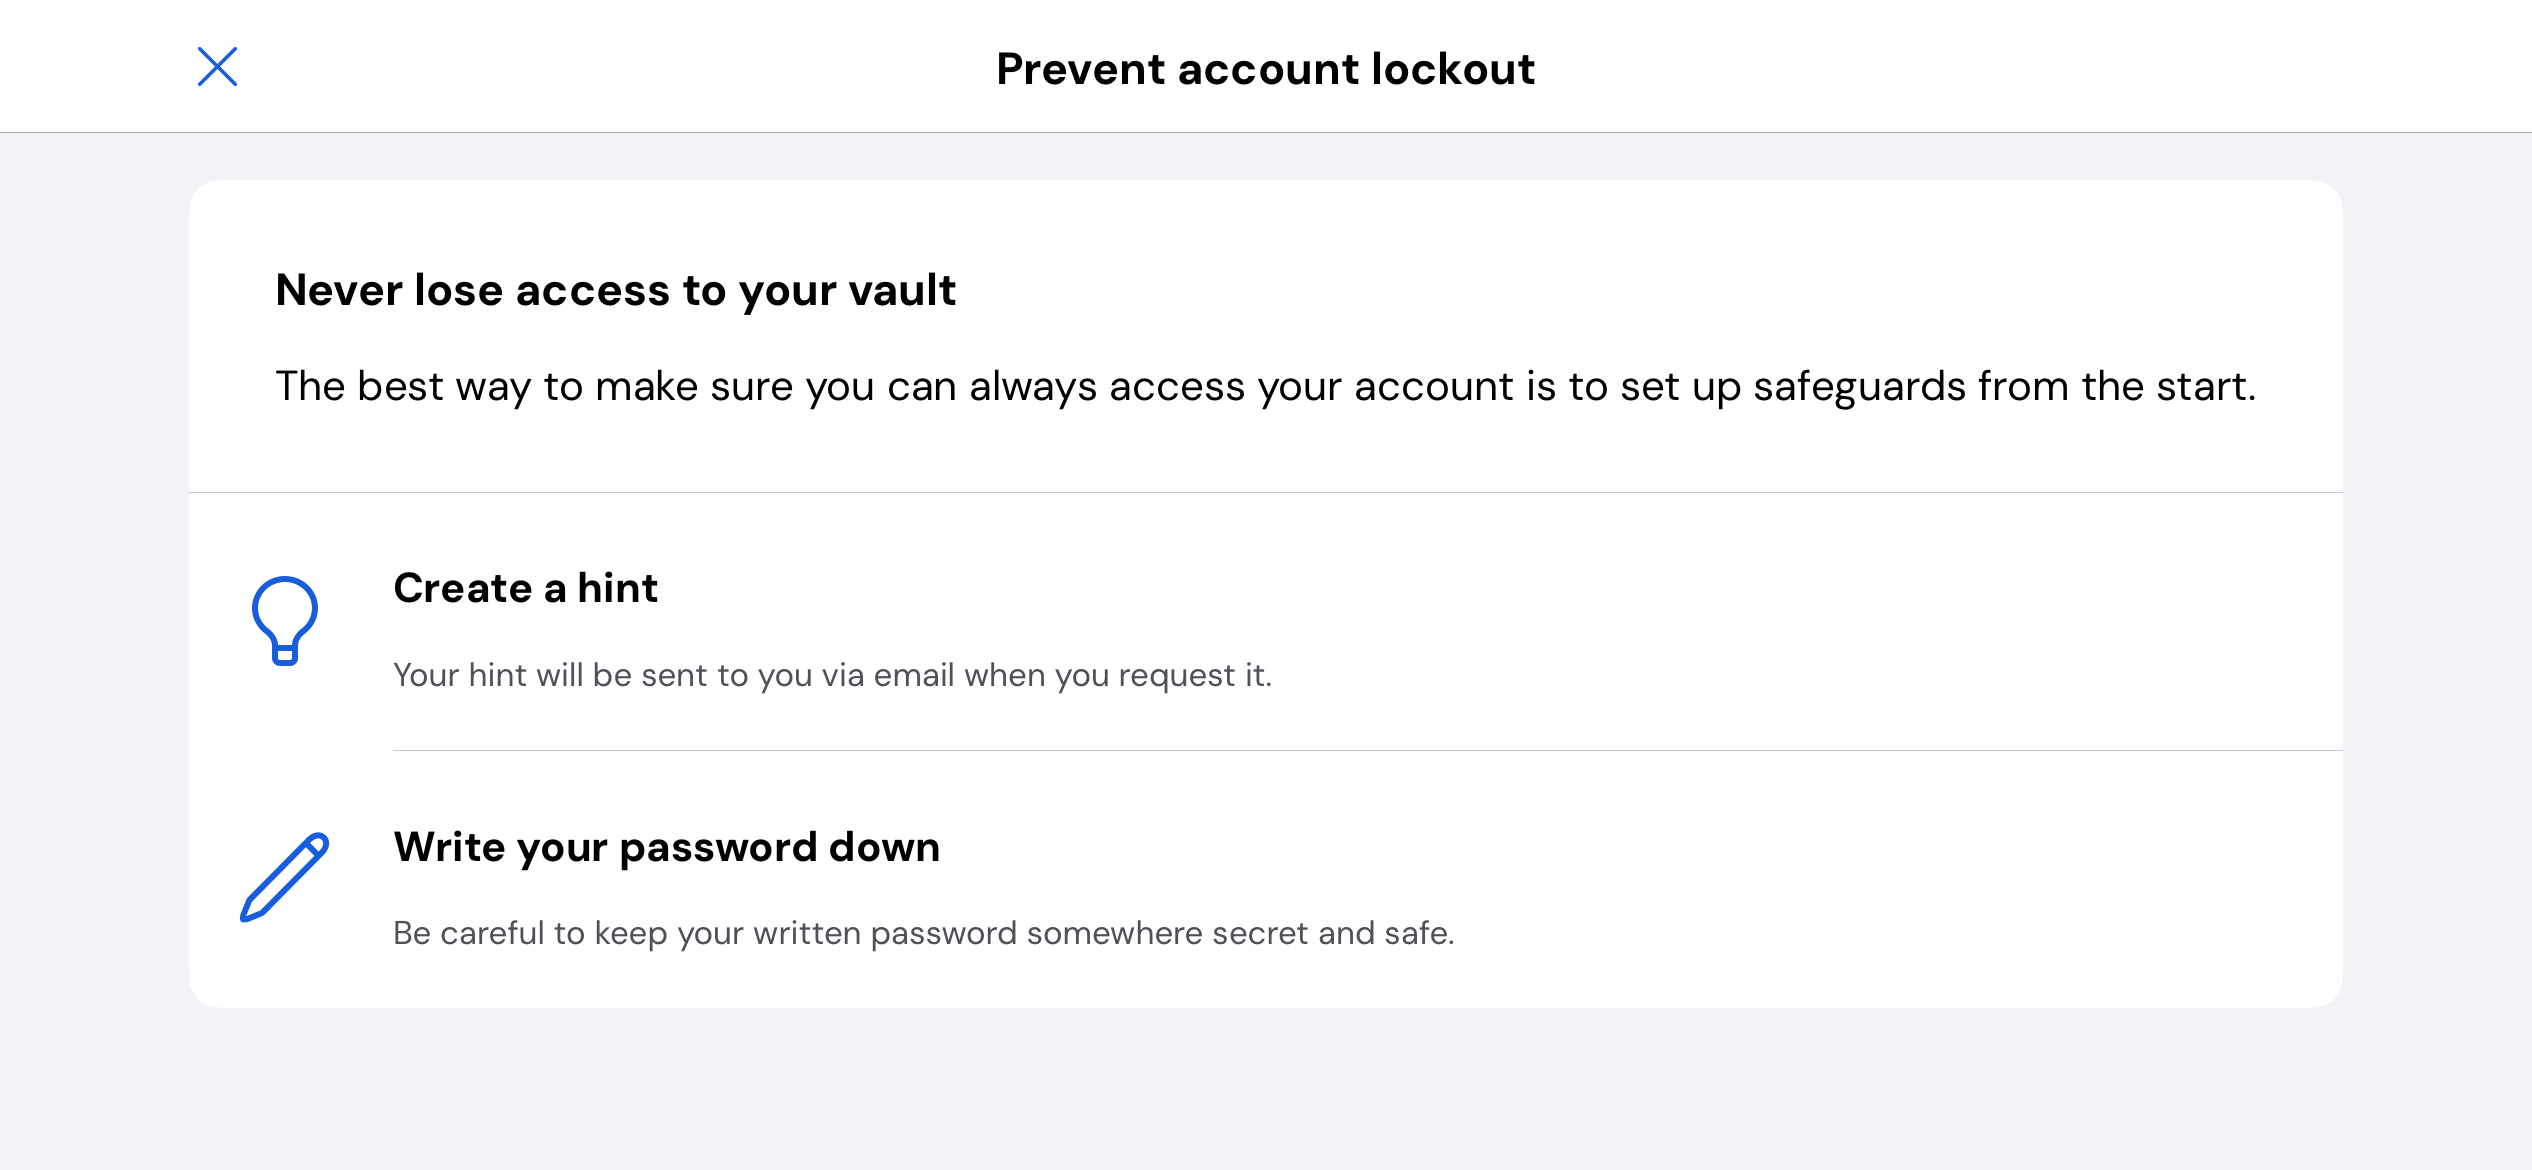 Prevent account lockout
Never lose access to your vault
The best way to make sure you can always access your account is to set up safeguards from the start.
Create a hint
Your hint will be sent to you via email when you request it.
Write your password down
Be careful to keep your written password somewhere secret and safe.